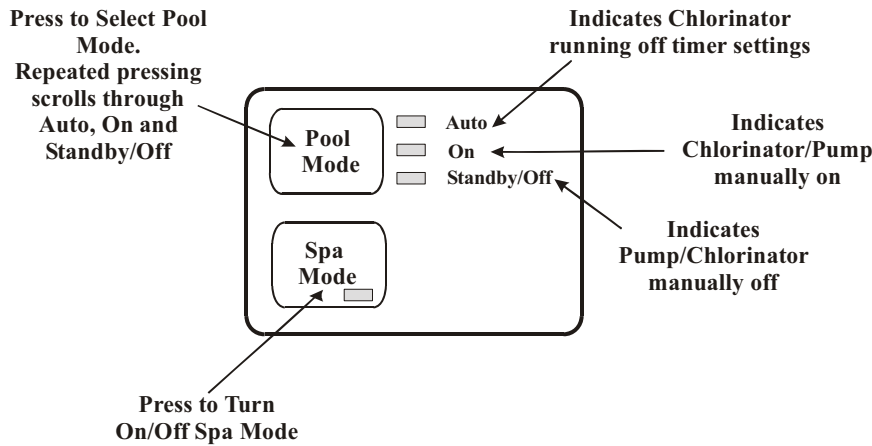 Press to Select Pool
Mode.
Repeated pressing
scrolls through
Auto, On and
Standby/Off
Indicates Chlorinator
running off timer settings
Pool
Mode
Auto
On
Standby/Off
Indicates
Chlorinator/Pump
manually on
Indicates
Pump/Chlorinator
manually off
Spa
Mode
Press to Turn
On/Off Spa Mode